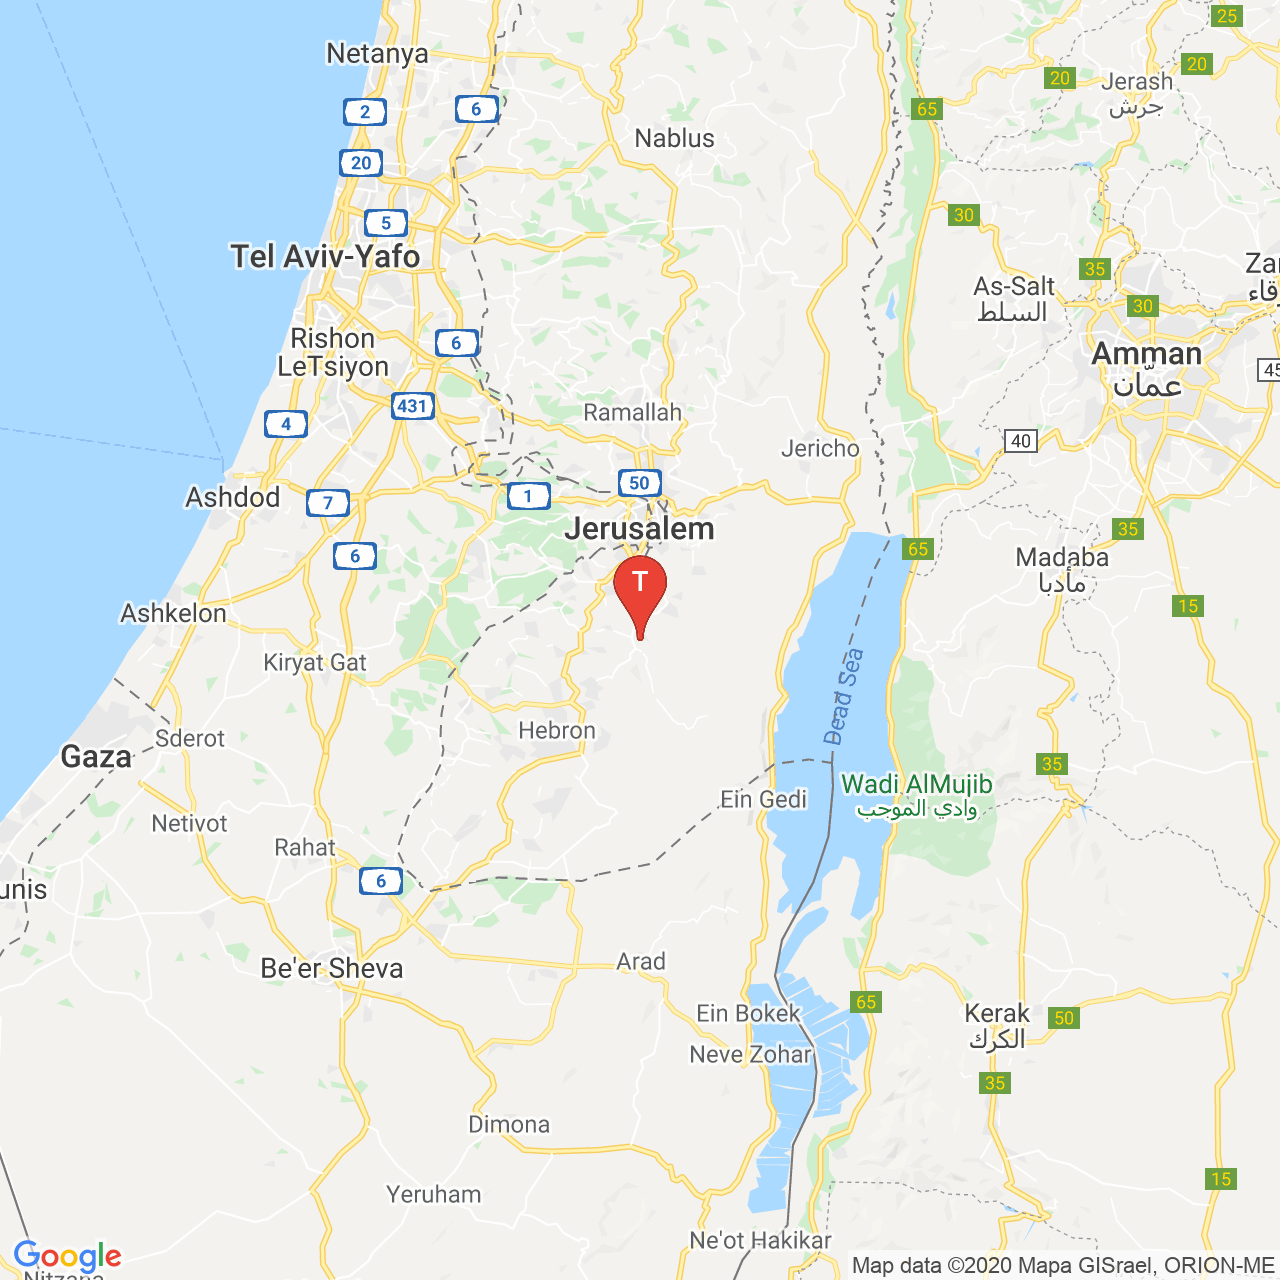 25
20
20
Netanya
Jerash
جرش
2
6
65
Nablus
20
30
5
Tel Aviv-Yafo
35
Zar
قاء
As-Salt
السلط
30
6
Rishon
LeTsiyon
Amman
عمّان
45
431
Ramallah
4
40
Jericho
50
1
7
Ashdod
Jerusalem
35
65
6
Madaba
مأدبا
T
15
Ashkelon
Kiryat Gat
Dead Sea
Hebron
Sderot
Gaza
35
Wadi AlMujib
وادي الموجب
Ein Gedi
Netivot
Rahat
6
unis
Arad
Be'er Sheva
65
Ein Bokek
Kerak
الكرك
50
Neve Zohar
35
Dimona
15
Yeruham
Ne'ot Hakikar
Google
Nitzana
Map data ©2020 Mapa GISrael, ORION-ME